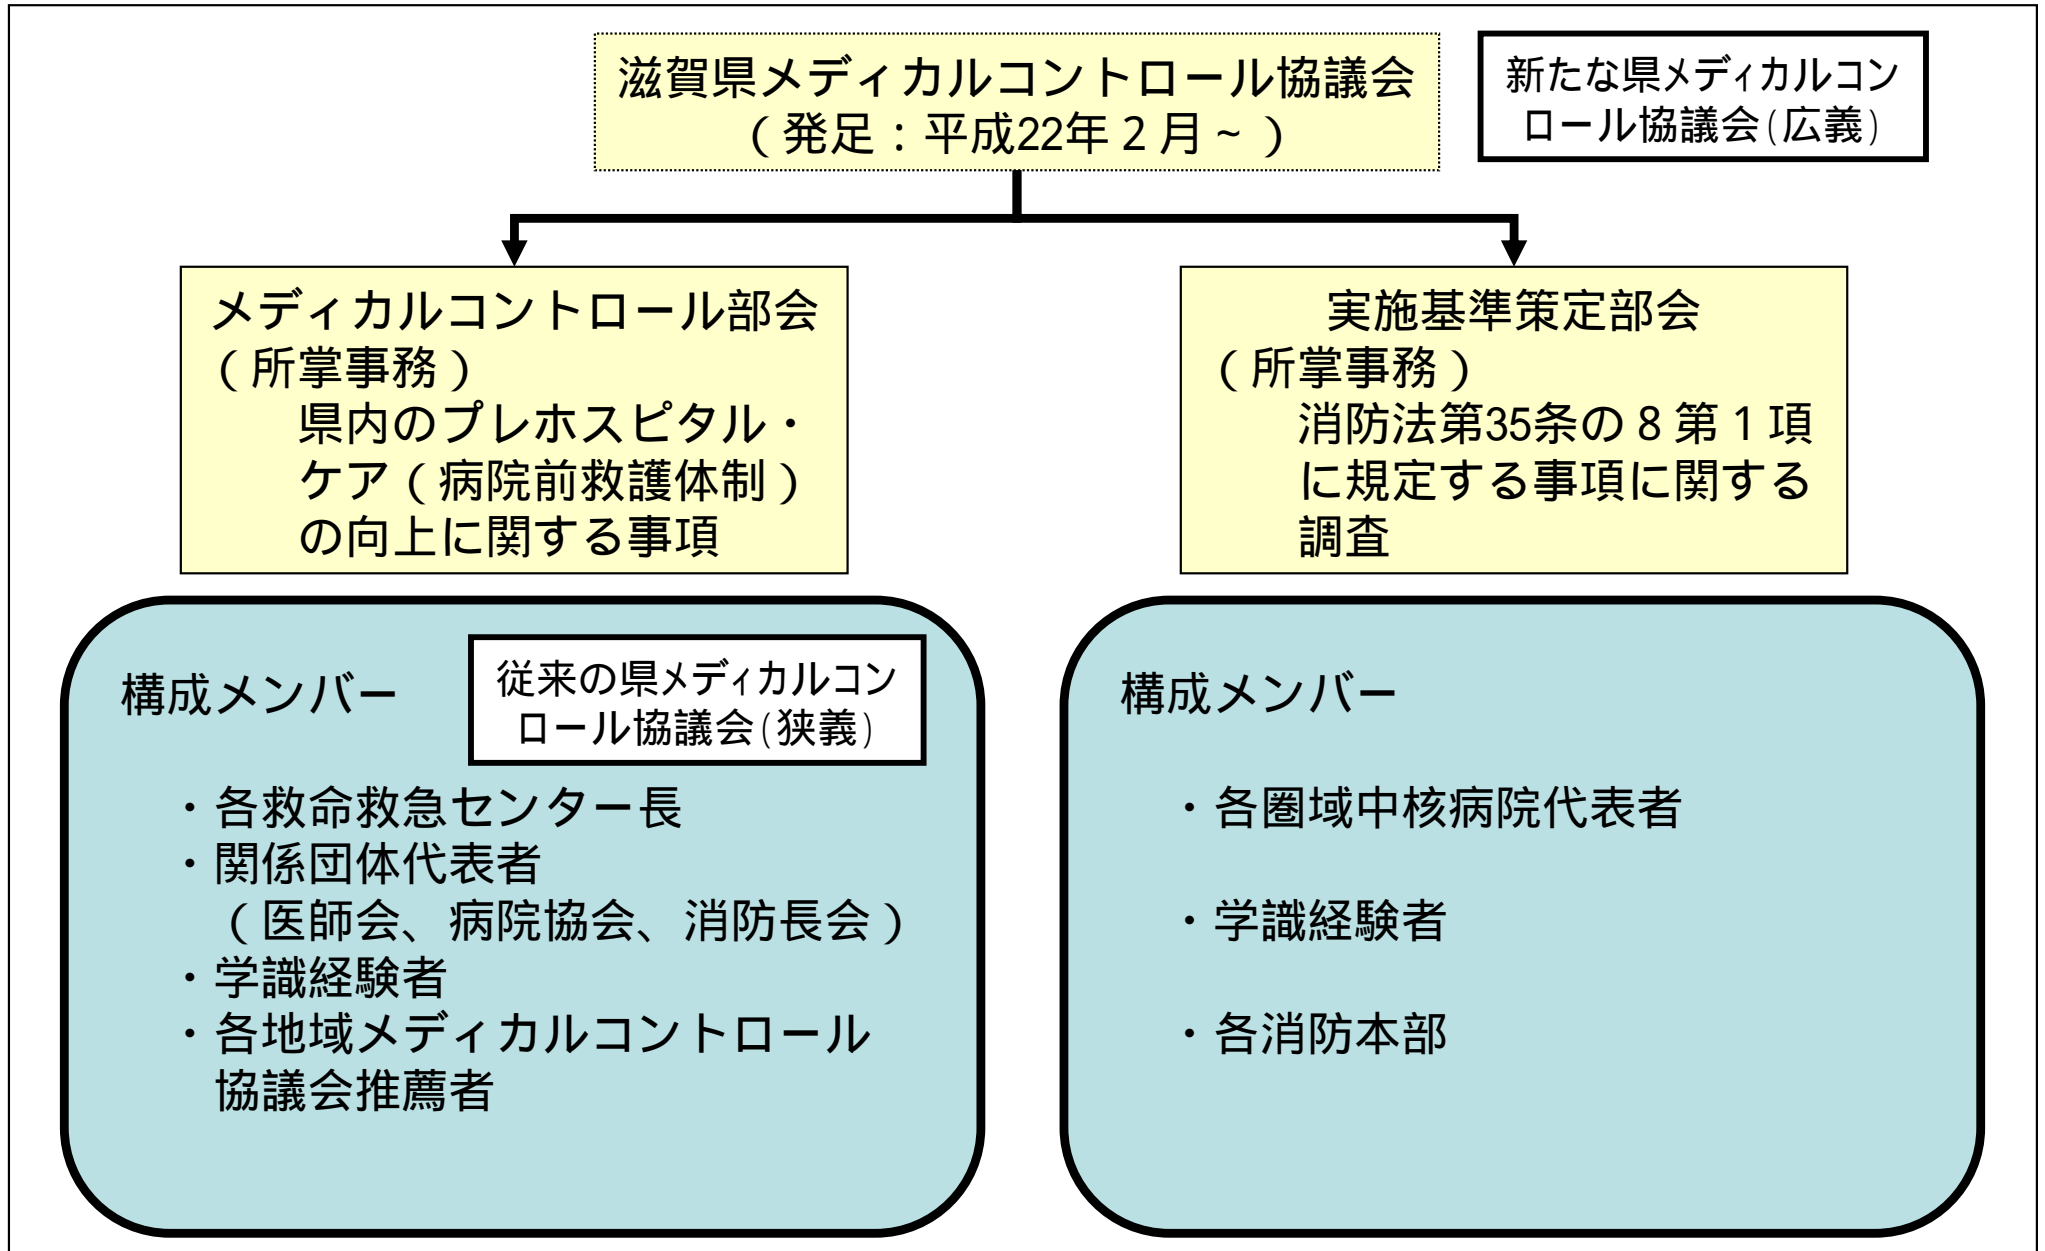 滋賀県メディカルコントロール協議会
（発足：平成22年２月～）
新たな県メディカルコン
ロール協議会(広義)
メディカルコントロール部会
（所掌事務）
県内のプレホスピタル・
ケア（病院前救護体制）
の向上に関する事項
実施基準策定部会
（所掌事務）
消防法第35条の８第１項
に規定する事項に関する
調査
構成メンバー
従来の県メディカルコン
ロール協議会(狭義)
・各救命救急センター長
・関係団体代表者
（医師会、病院協会、消防長会）
・学識経験者
・各地域メディカルコントロール
協議会推薦者
構成メンバー
・各圏域中核病院代表者
・学識経験者
・各消防本部